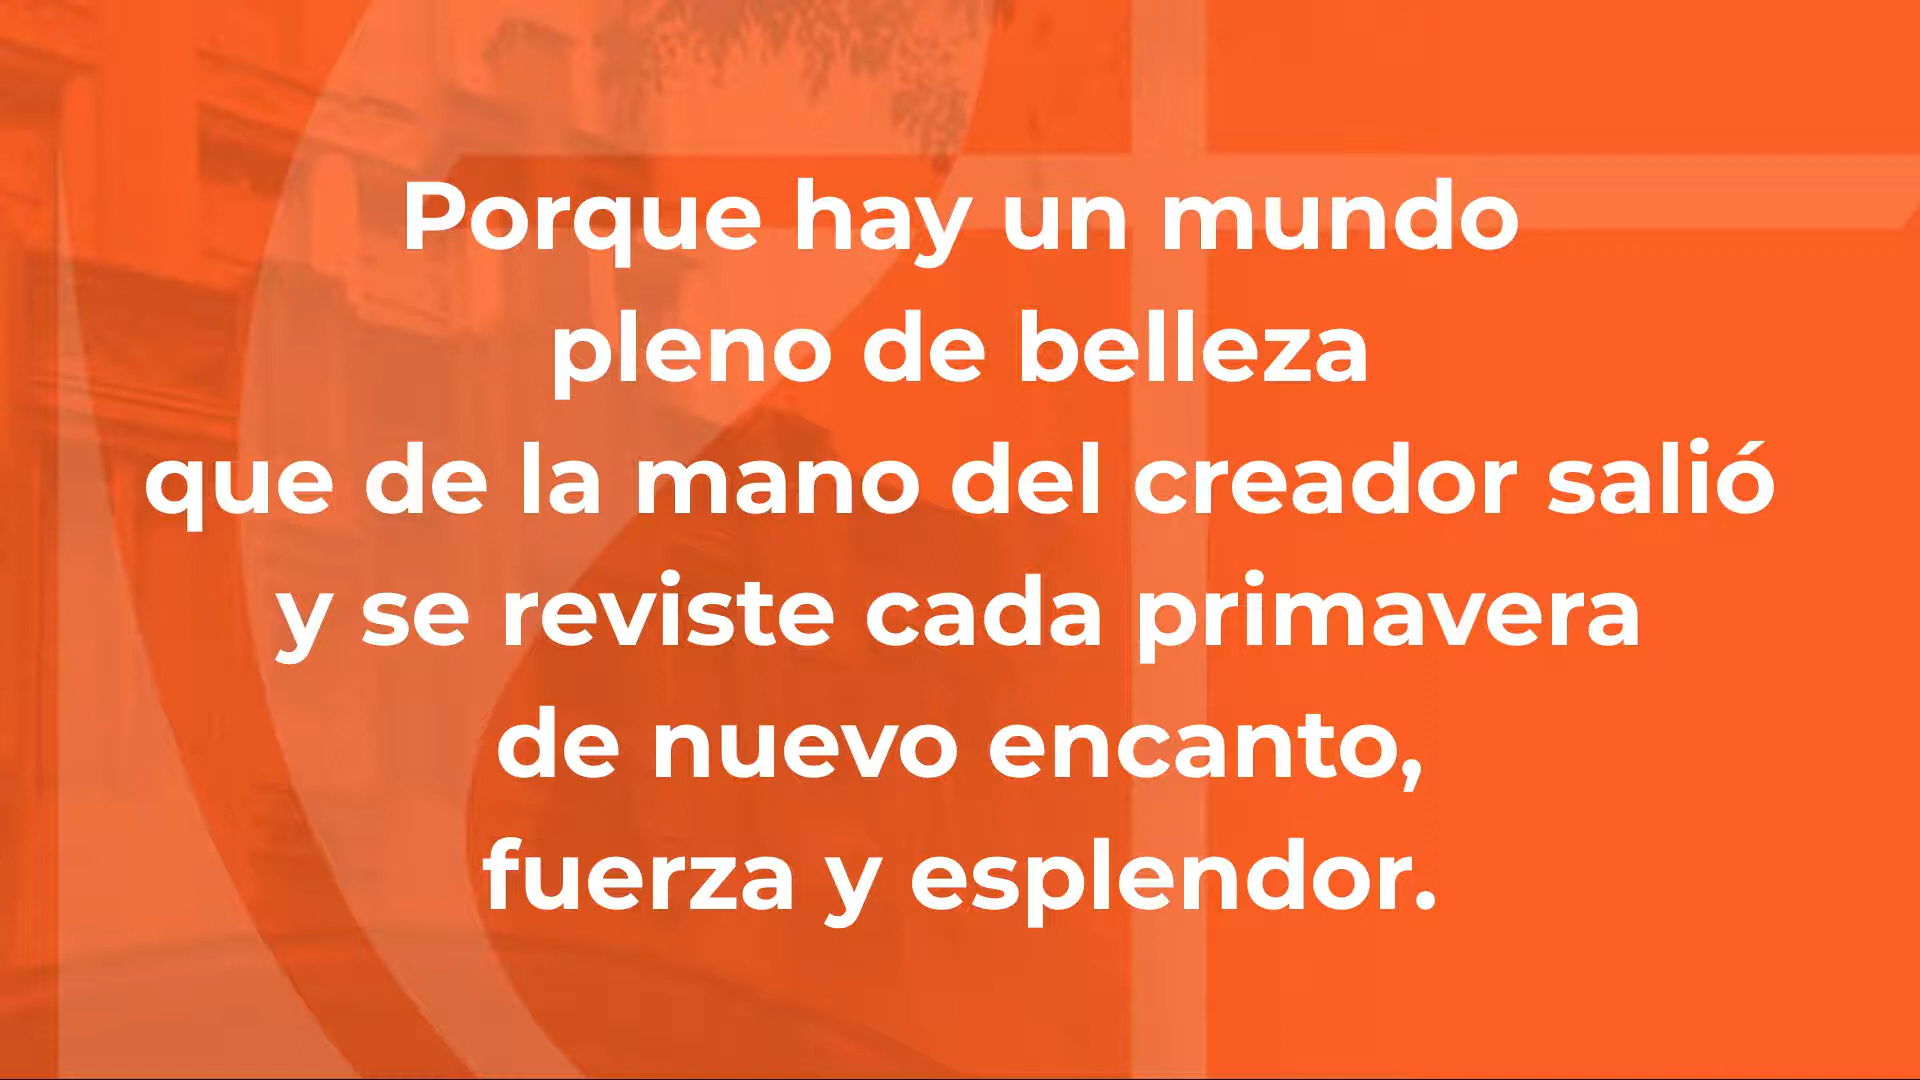 Porque hay un mundo
pleno de belleza
que de la mano del creador salió
y se reviste cada primavera
de nuevo encanto,
fuerza y esplendor.